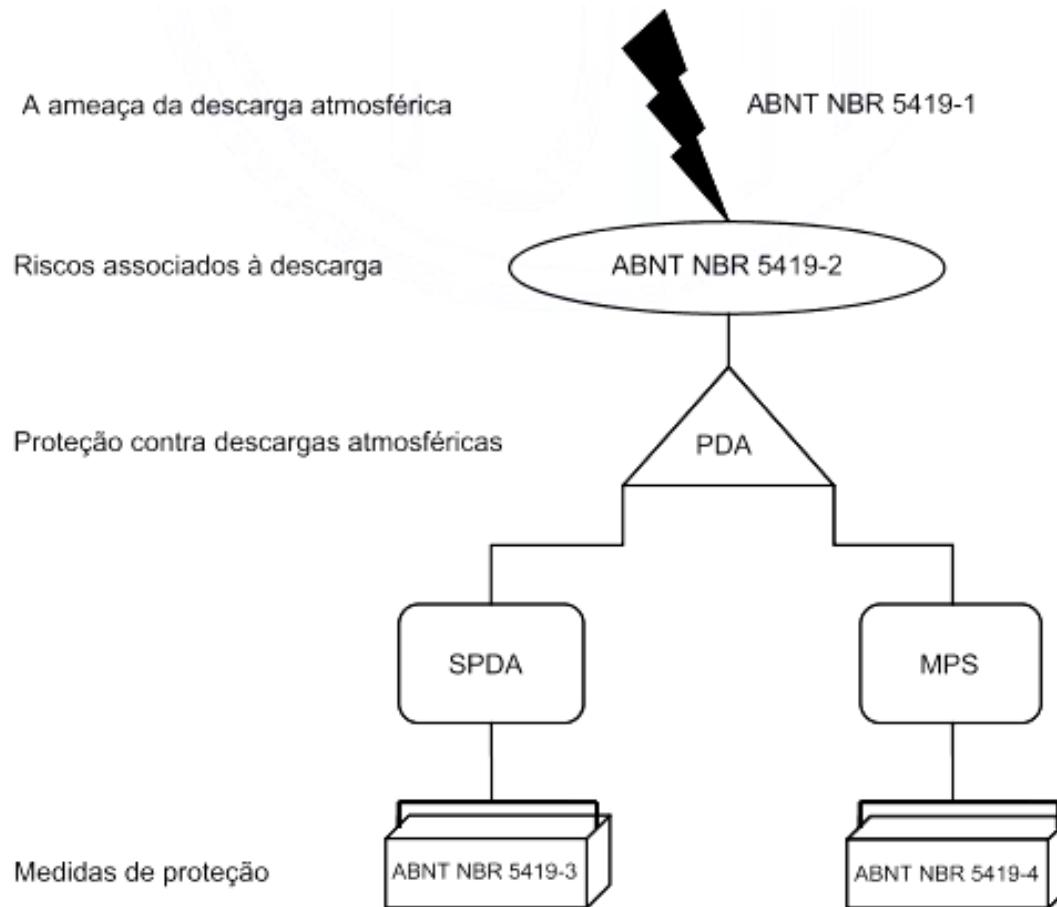 A ameaça da descarga atmosférica
ABNT NBR 5419-1
Riscos associados à descarga
ABNT NBR 5419-2
Proteção contra descargas atmosféricas
PDA
SPDA
MPS
Medidas de proteção
ABNT NBR 5419-3
ABNT NBR 5419-4